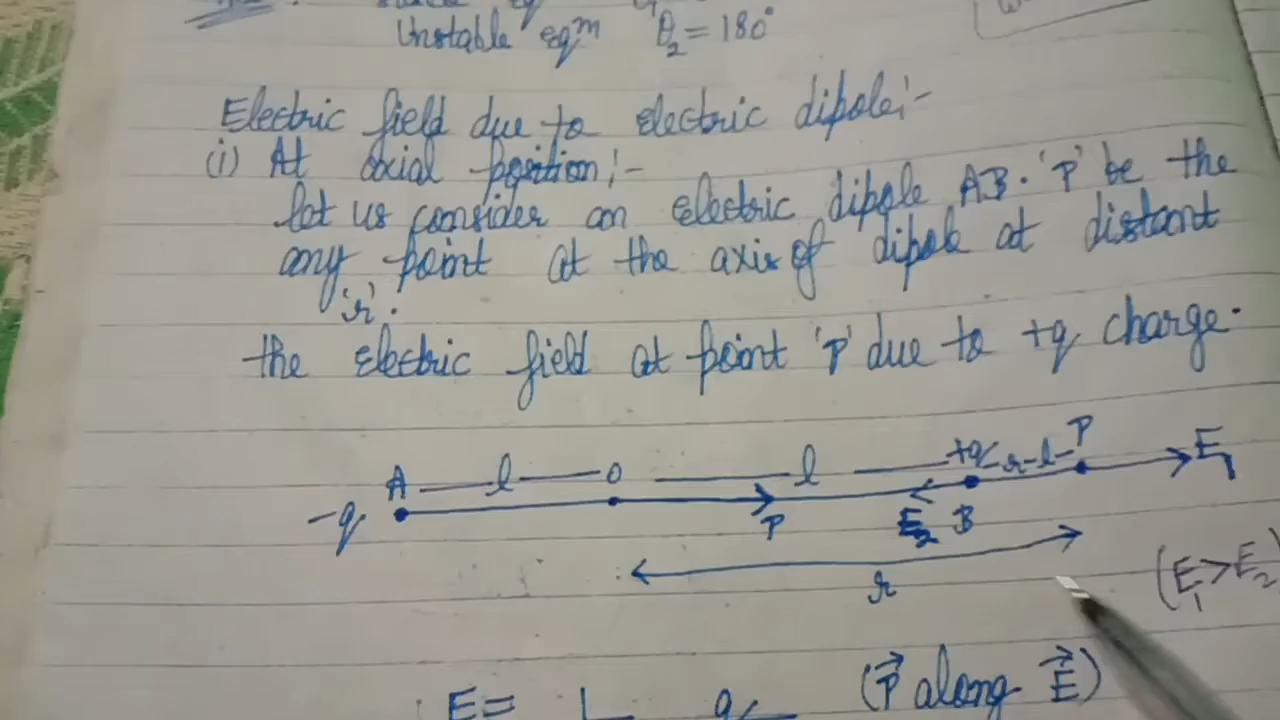 Unstable eqm θ₂ = 180°
Electric field due to electric dipole:-
(i) At axial position:-
let us consider an electric dipole AB. 'P' be the
any point at the axis of dipole at distant
'r'.
the electric field at point 'P' due to +q charge.
A l O l +q r-l P E₁
-q P E₂ B
r
(E₁>E₂)
E = 1 q (P⃗ along E⃗)